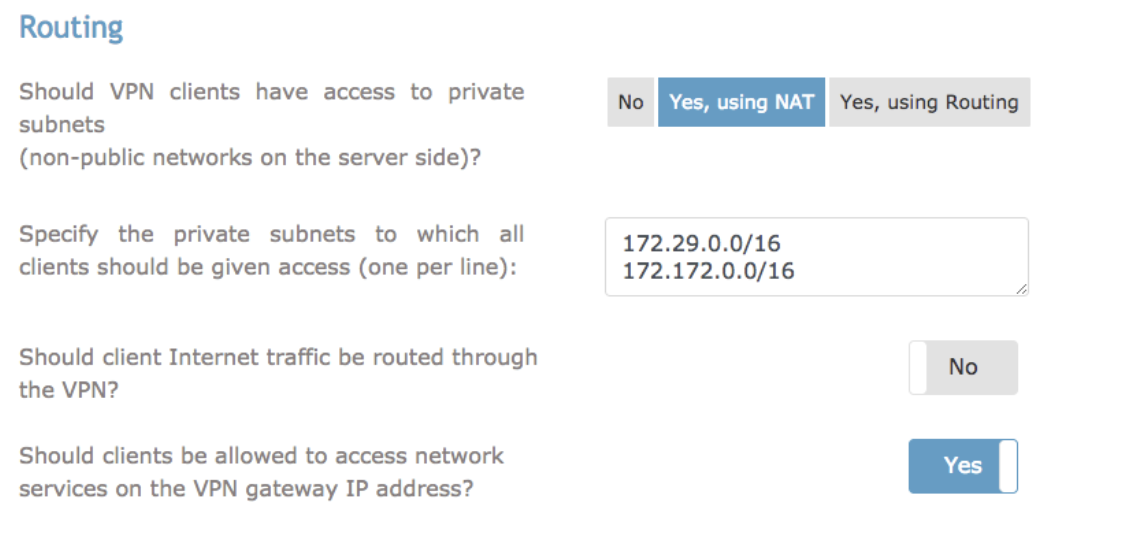 Routing
Should VPN clients have access to private
subnets
(non-public networks on the server side)?
No Yes, using NAT Yes, using Routing
Specify the private subnets to which all
clients should be given access (one per line):
172.29.0.0/16
172.172.0.0/16
Should client Internet traffic be routed through
the VPN?
No
Should clients be allowed to access network
services on the VPN gateway IP address?
Yes